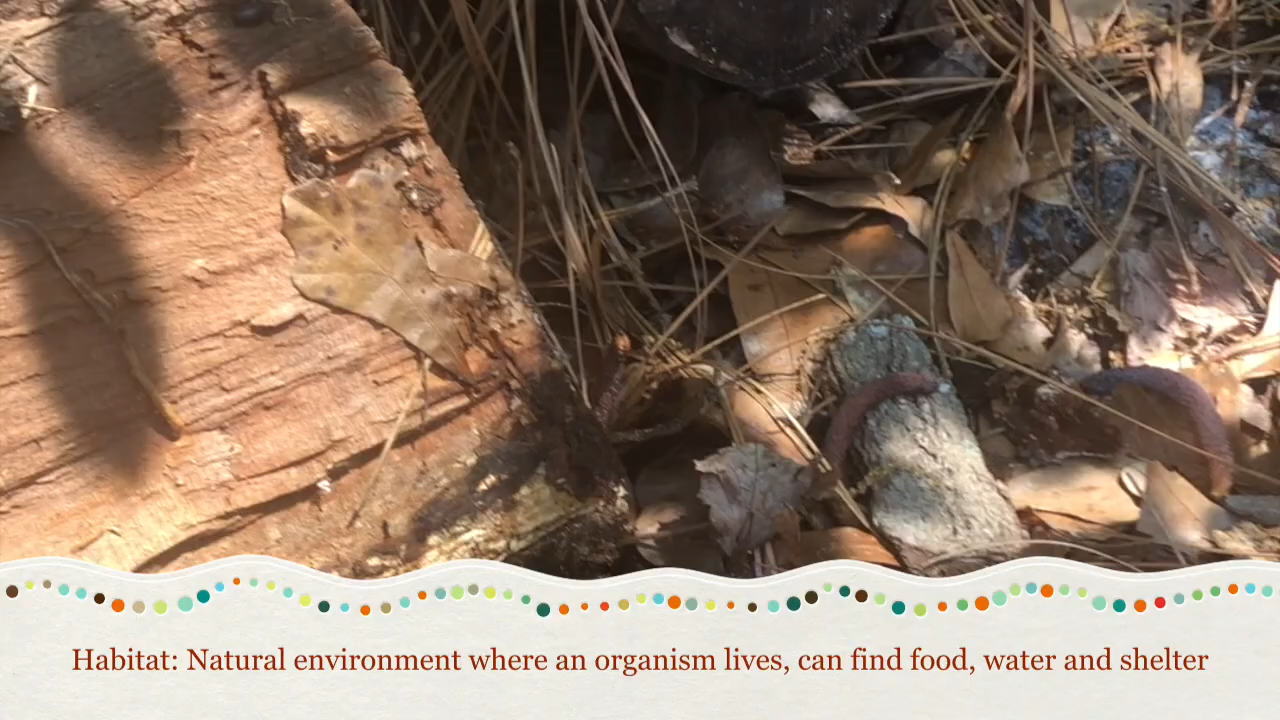 Habitat: Natural environment where an organism lives, can find food, water and shelter